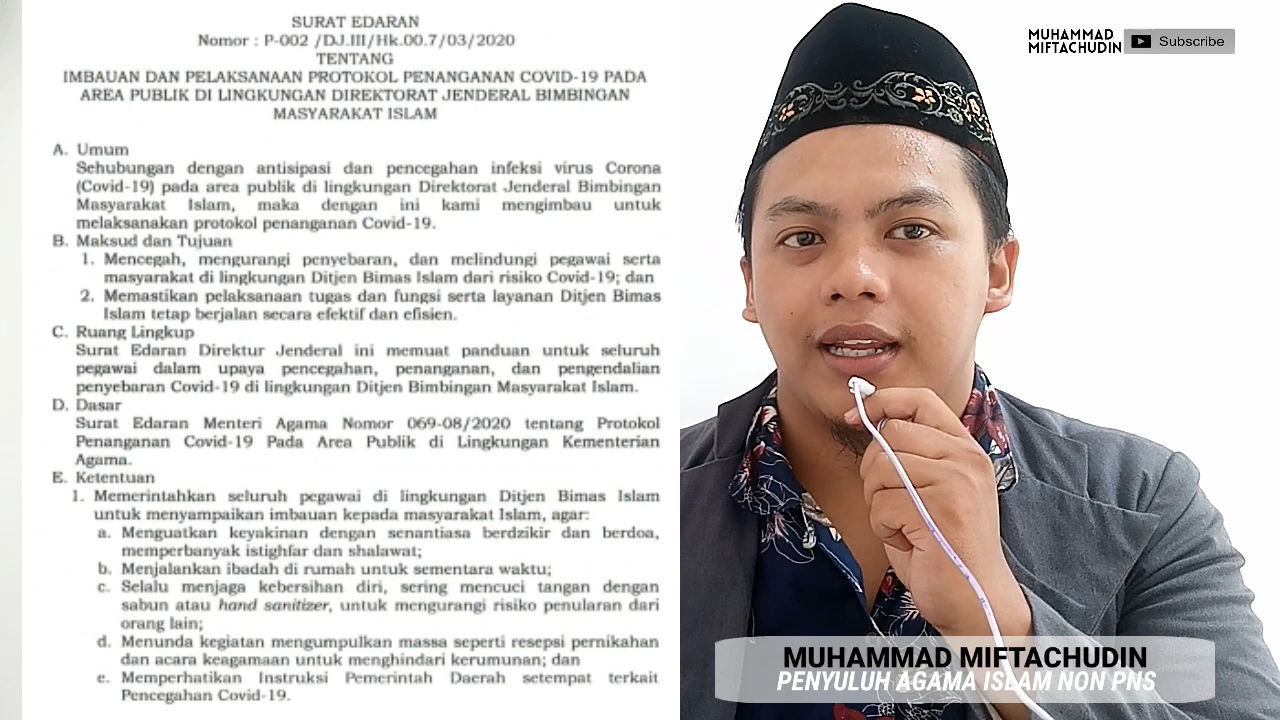 SURAT EDARAN
Nomor : P-002 /DJ.III/Hk.00.7/03/2020
TENTANG
IMBAUAN DAN PELAKSANAAN PROTOKOL PENANGANAN COVID-19 PADA
AREA PUBLIK DI LINGKUNGAN DIREKTORAT JENDERAL BIMBINGAN
MASYARAKAT ISLAM
A. Umum
Sehubungan dengan antisipasi dan pencegahan infeksi virus Corona
(Covid-19) pada area publik di lingkungan Direktorat Jenderal Bimbingan
Masyarakat Islam, maka dengan ini kami mengimbau untuk
melaksanakan protokol penanganan Covid-19.
B. Maksud dan Tujuan
1. Mencegah, mengurangi penyebaran, dan melindungi pegawai serta
masyarakat di lingkungan Ditjen Bimas Islam dari risiko Covid-19; dan
2. Memastikan pelaksanaan tugas dan fungsi serta layanan Ditjen Bimas
Islam tetap berjalan secara efektif dan efisien.
C. Ruang Lingkup
Surat Edaran Direktur Jenderal ini memuat panduan untuk seluruh
pegawai dalam upaya pencegahan, penanganan, dan pengendalian
penyebaran Covid-19 di lingkungan Ditjen Bimbingan Masyarakat Islam.
D. Dasar
Surat Edaran Menteri Agama Nomor 069-08/2020 tentang Protokol
Penanganan Covid-19 Pada Area Publik di Lingkungan Kementerian
Agama.
E. Ketentuan
1. Memerintahkan seluruh pegawai di lingkungan Ditjen Bimas Islam
untuk menyampaikan imbauan kepada masyarakat Islam, agar:
a. Menguatkan keyakinan dengan senantiasa berdzikir dan berdoa,
memperbanyak istighfar dan shalawat;
b. Menjalankan ibadah di rumah untuk sementara waktu;
c. Selalu menjaga kebersihan diri, sering mencuci tangan dengan
sabun atau hand sanitizer, untuk mengurangi risiko penularan dari
orang lain;
d. Menunda kegiatan mengumpulkan massa seperti resepsi pernikahan
dan acara keagamaan untuk menghindari kerumunan; dan
e. Memperhatikan Instruksi Pemerintah Daerah setempat terkait
Pencegahan Covid-19.
MUHAMMAD
MIFTACHUDIN
Subscribe
MUHAMMAD MIFTACHUDIN
PENYULUH AGAMA ISLAM NON PNS